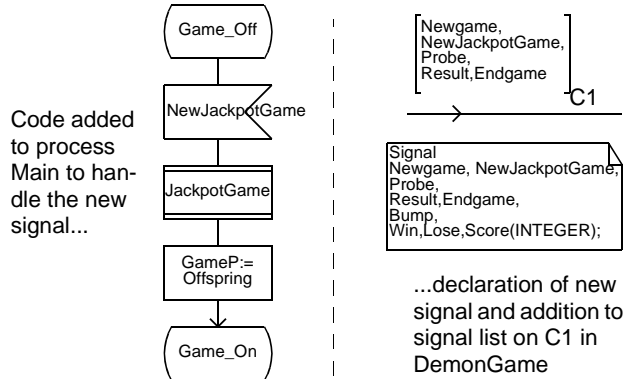 Code added
to process
Main to han-
dle the new
signal...
Game_Off
NewJackpotGame
JackpotGame
GameP:=
Offspring
Game_On
Newgame,
NewJackpotGame,
Probe,
Result,Endgame
C1
Signal
Newgame, NewJackpotGame,
Probe,
Result,Endgame,
Bump,
Win,Lose,Score(INTEGER);
...declaration of new
signal and addition to
signal list on C1 in
DemonGame